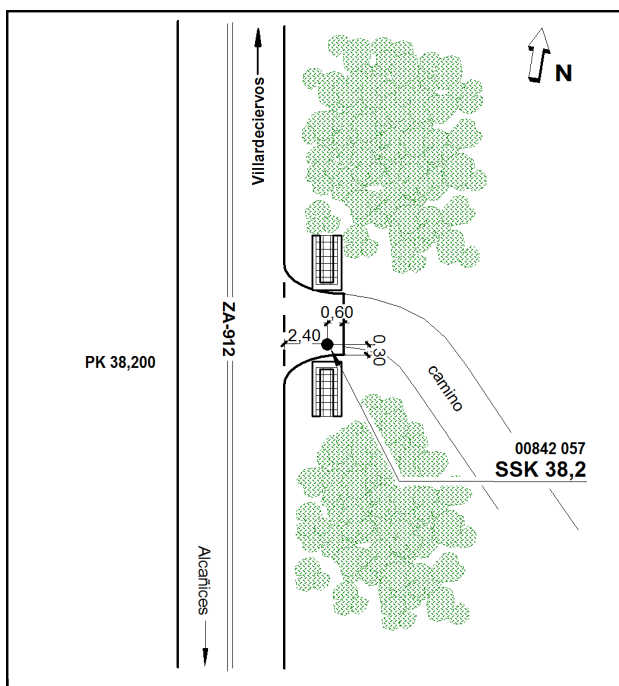 N
Villardeciervos
0,60
ZA-912
2,40
0,30
PK 38,200
camino
00842 057
SSK 38,2
Alcañices